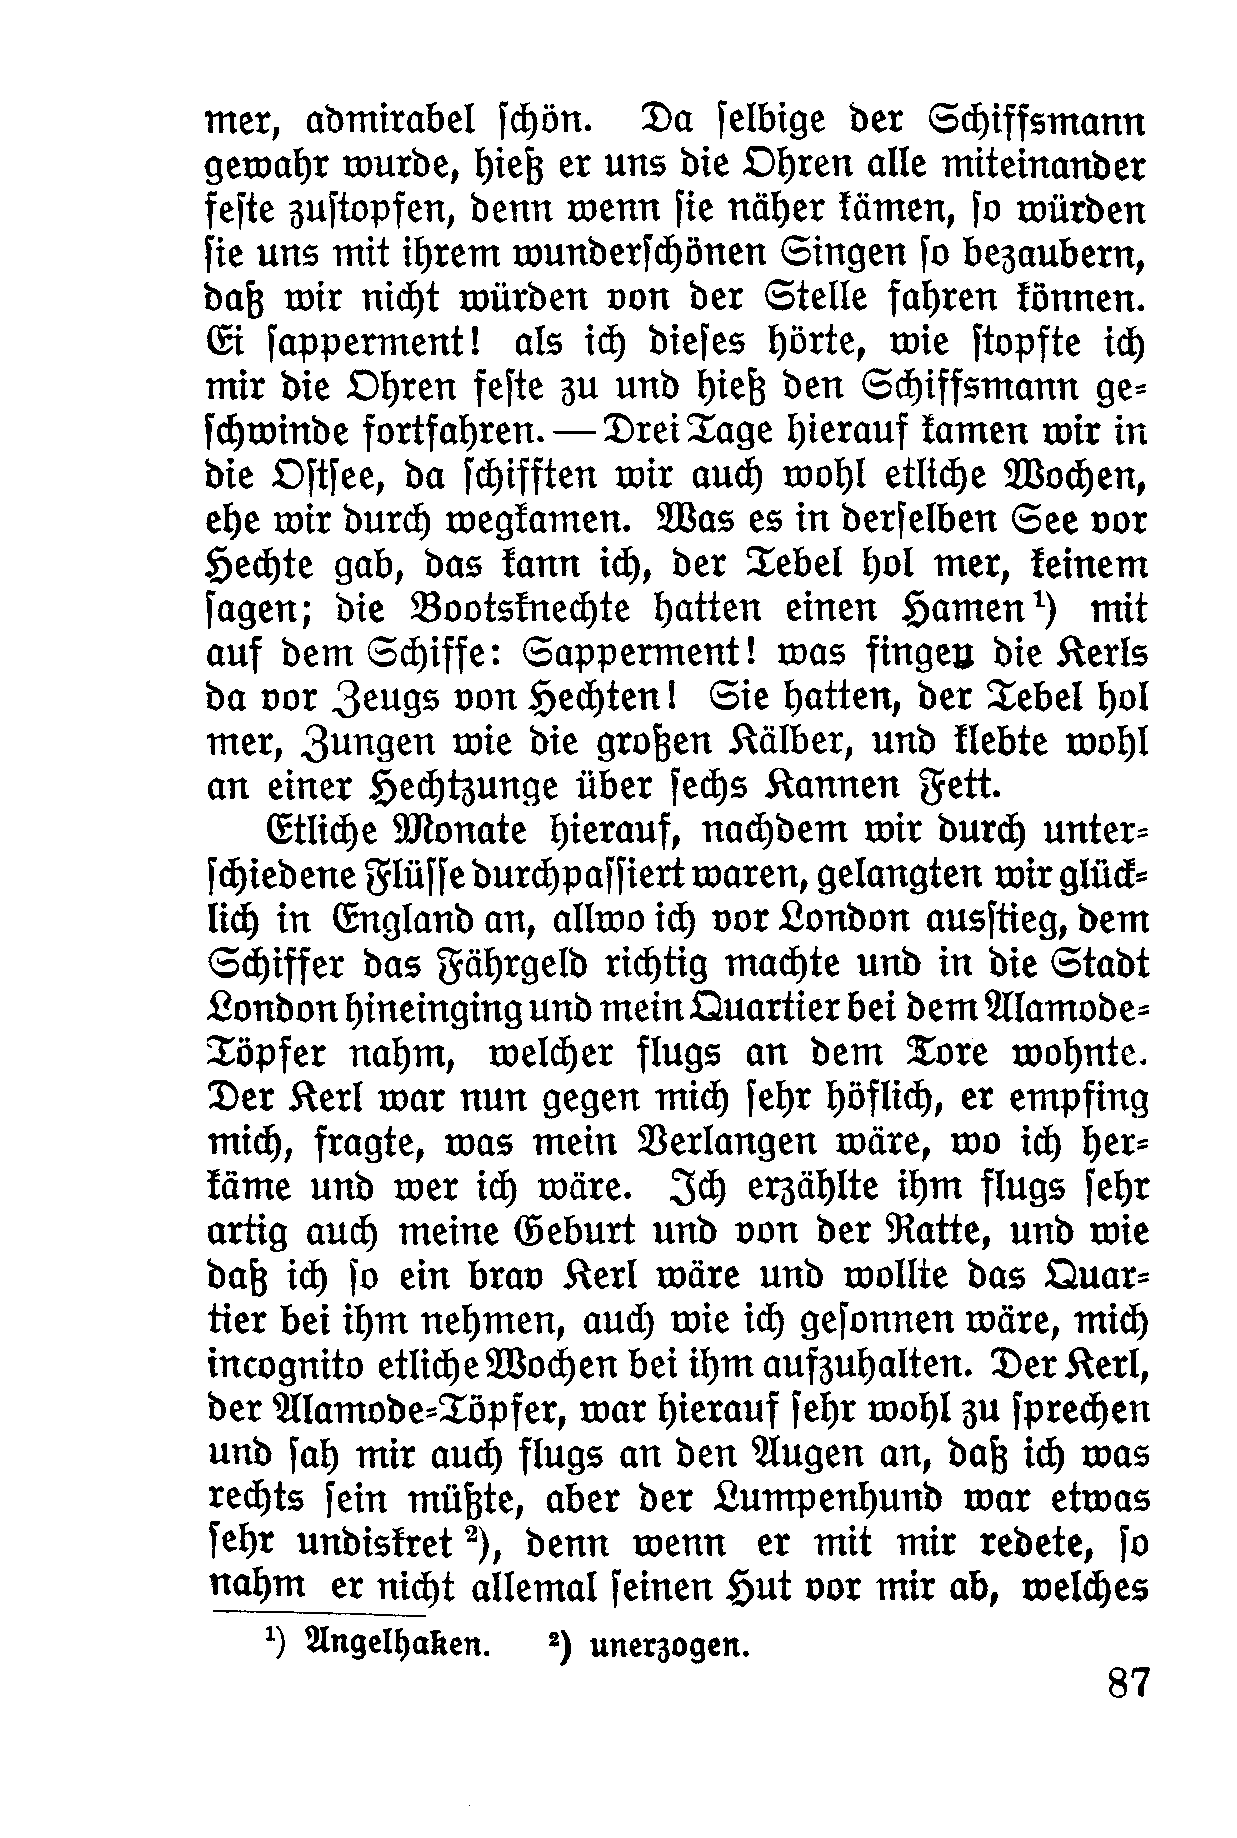 mer, admirabel schön. Da selbige der Schiffsmann
gewahr wurde, hieß er uns die Ohren alle miteinander
feste zustopfen, denn wenn sie näher kämen, so würden
sie uns mit ihrem wunderschönen Singen so bezaubern,
daß wir nicht würden von der Stelle fahren können.
Ei sapperment! als ich dieses hörte, wie stopfte ich
mir die Ohren feste zu und hieß den Schiffsmann ge-
schwinde fortfahren. — Drei Tage hierauf kamen wir in
die Ostsee, da schifften wir auch wohl etliche Wochen,
ehe wir durch wegkamen. Was es in derselben See vor
Hechte gab, das kann ich, der Tebel hol mer, keinem
sagen; die Bootsknechte hatten einen Hamen¹) mit
auf dem Schiffe: Sapperment! was fingen die Kerls
da vor Zeugs von Hechten! Sie hatten, der Tebel hol
mer, Zungen wie die großen Kälber, und klebte wohl
an einer Hechtzunge über sechs Kannen Fett.
Etliche Monate hierauf, nachdem wir durch unter-
schiedene Flüsse durchpassiert waren, gelangten wir glück-
lich in England an, allwo ich vor London ausstieg, dem
Schiffer das Fährgeld richtig machte und in die Stadt
London hineinging und mein Quartier bei dem Alamode-
Töpfer nahm, welcher flugs an dem Tore wohnte.
Der Kerl war nun gegen mich sehr höflich, er empfing
mich, fragte, was mein Verlangen wäre, wo ich her-
käme und wer ich wäre. Ich erzählte ihm flugs sehr
artig auch meine Geburt und von der Ratte, und wie
daß ich so ein brav Kerl wäre und wollte das Quar-
tier bei ihm nehmen, auch wie ich gesonnen wäre, mich
incognito etliche Wochen bei ihm aufzuhalten. Der Kerl,
der Alamode-Töpfer, war hierauf sehr wohl zu sprechen
und sah mir auch flugs an den Augen an, daß ich was
rechts sein müßte, aber der Lumpenhund war etwas
sehr undiskret ²), denn wenn er mit mir redete, so
nahm er nicht allemal seinen Hut vor mir ab, welches
¹) Angelhaken. ²) unerzogen.
87